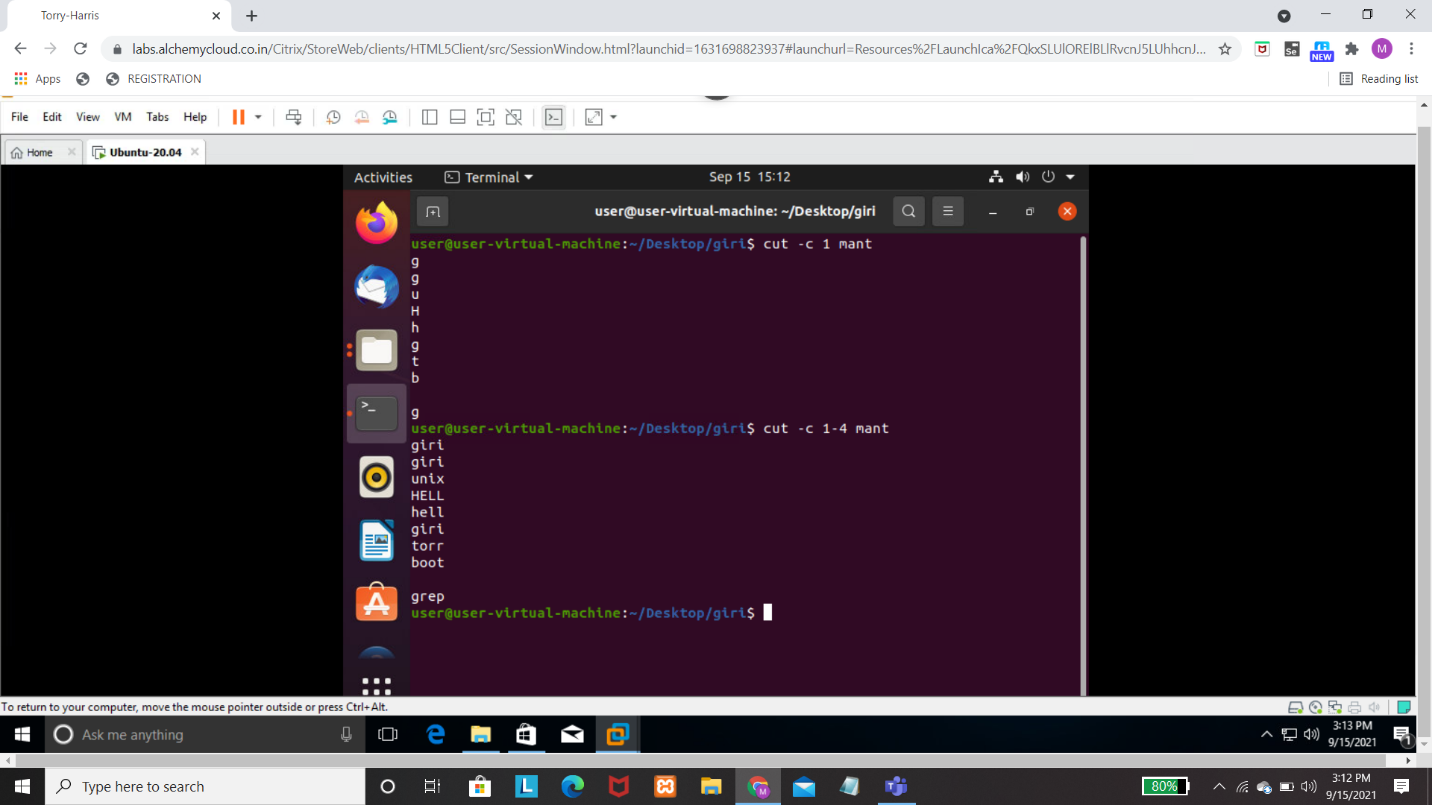 Torry-Harris
labs.alchemycloud.co.in/Citrix/StoreWeb/clients/HTML5Client/src/SessionWindow.html?launchid=1631698823937#launchurl=Resources%2FLaunchIca%2FQkxSLUlORElBLlRvcnJ5LUhhcnJ...
Se
NEW
M
Apps
REGISTRATION
Reading list
File Edit View VM Tabs Help
Home
Ubuntu-20.04
Activities
Terminal
Sep 15 15:12
user@user-virtual-machine: ~/Desktop/giri
user@user-virtual-machine:~/Desktop/giri$ cut -c 1 mant
g
g
u
H
h
g
t
b
g
user@user-virtual-machine:~/Desktop/giri$ cut -c 1-4 mant
giri
giri
unix
HELL
hell
giri
torr
boot
grep
user@user-virtual-machine:~/Desktop/giri$
To return to your computer, move the mouse pointer outside or press Ctrl+Alt.
Ask me anything
3:13 PM
9/15/2021
1
Type here to search
L
M
80%
3:12 PM
9/15/2021